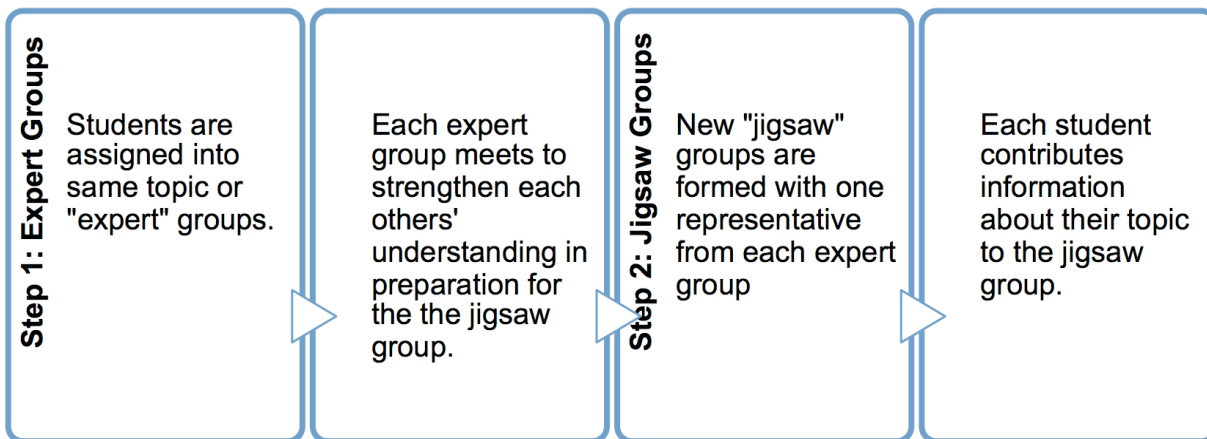 Step 1: Expert Groups
Students are
assigned into
same topic or
"expert" groups.
Each expert
group meets to
strengthen each
others'
understanding in
preparation for
the the jigsaw
group.
Step 2: Jigsaw Groups
New "jigsaw"
groups are
formed with one
representative
from each expert
group
Each student
contributes
information
about their topic
to the jigsaw
group.